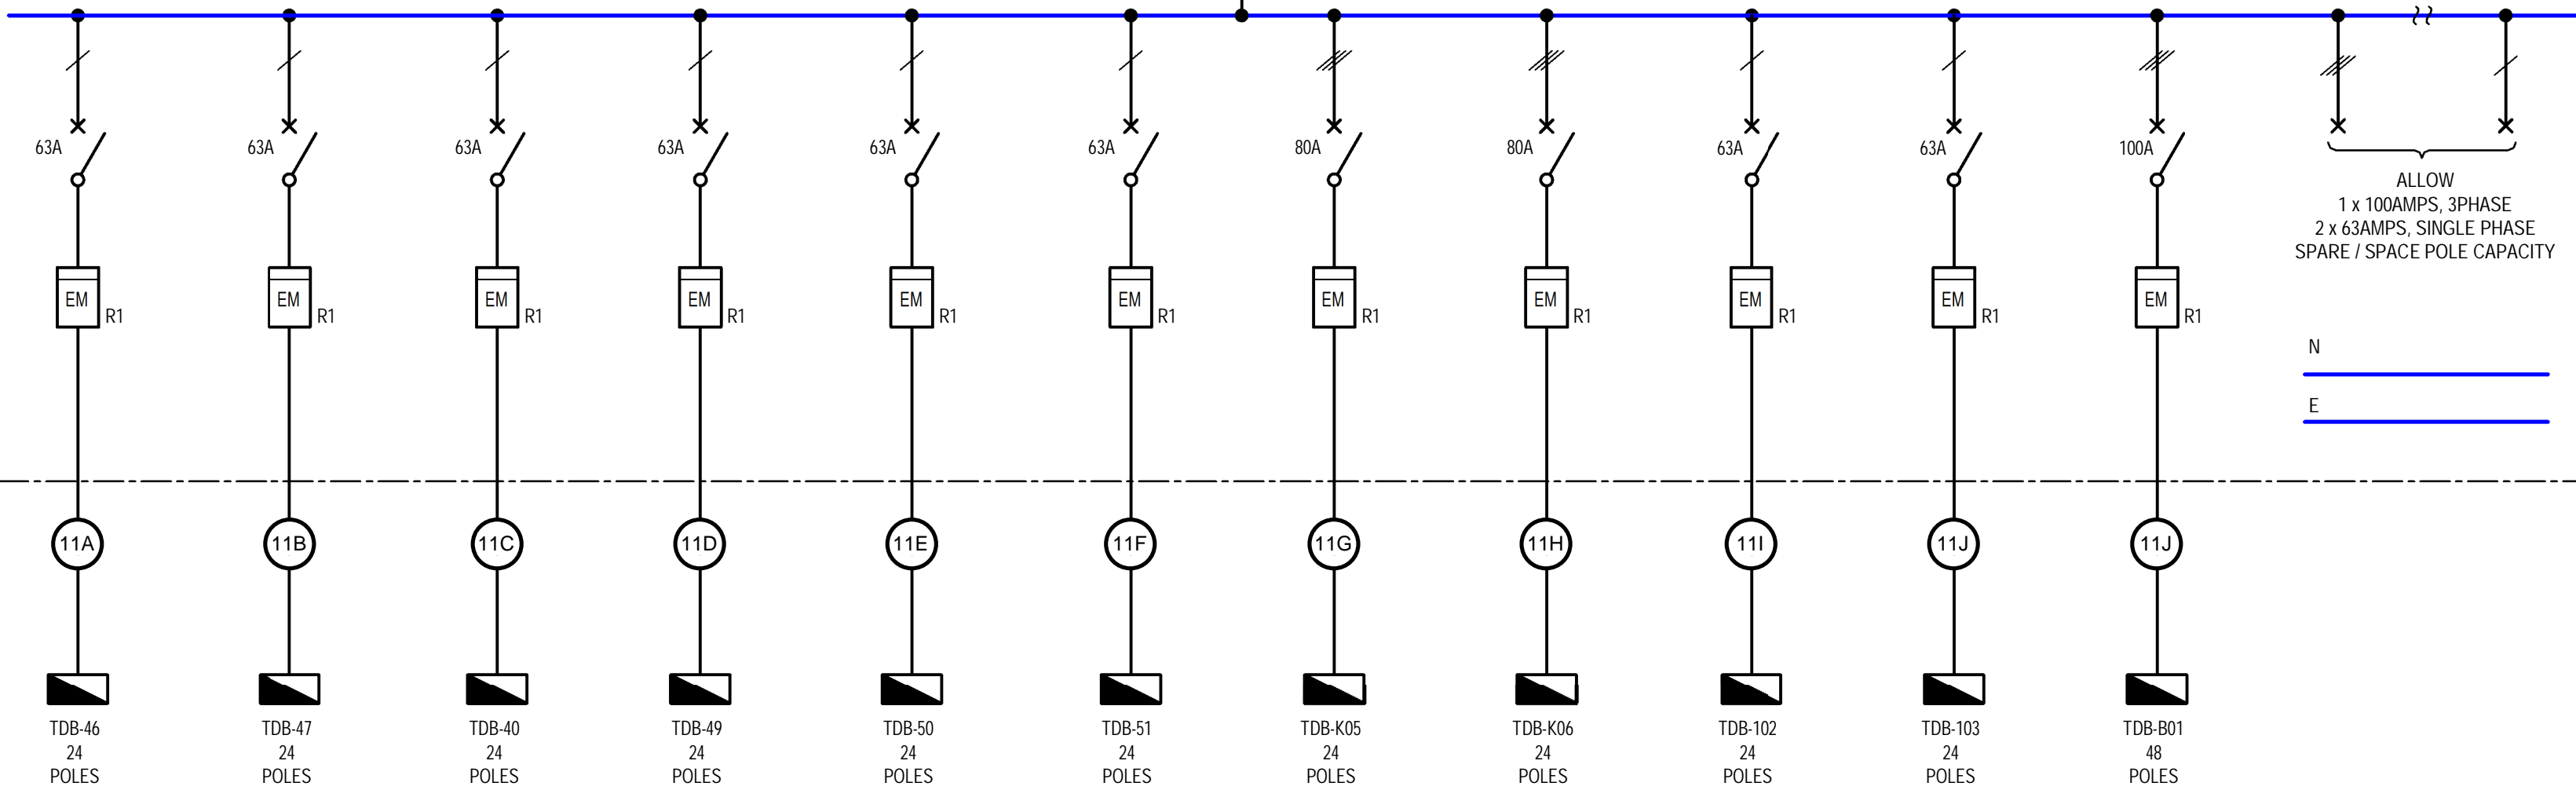 63A 63A 63A 63A 63A 63A 80A 80A 63A 63A 100A
ALLOW
1 x 100AMPS, 3PHASE
2 x 63AMPS, SINGLE PHASE
SPARE / SPACE POLE CAPACITY
EM EM EM EM EM EM EM EM EM EM EM
R1 R1 R1 R1 R1 R1 R1 R1 R1 R1 R1
N
E
11A 11B 11C 11D 11E 11F 11G 11H 11I 11J 11J
TDB-46 TDB-47 TDB-40 TDB-49 TDB-50 TDB-51 TDB-K05 TDB-K06 TDB-102 TDB-103 TDB-B01
24 24 24 24 24 24 24 24 24 24 48
POLES POLES POLES POLES POLES POLES POLES POLES POLES POLES POLES